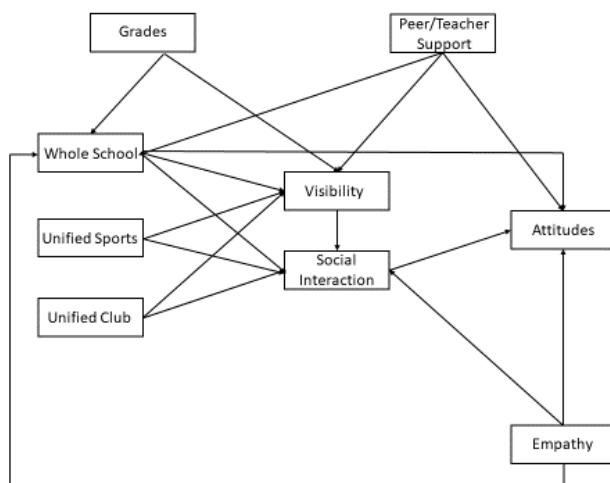 Grades
Peer/Teacher
Support
Whole School
Visibility
Unified Sports
Attitudes
Social
Interaction
Unified Club
Empathy